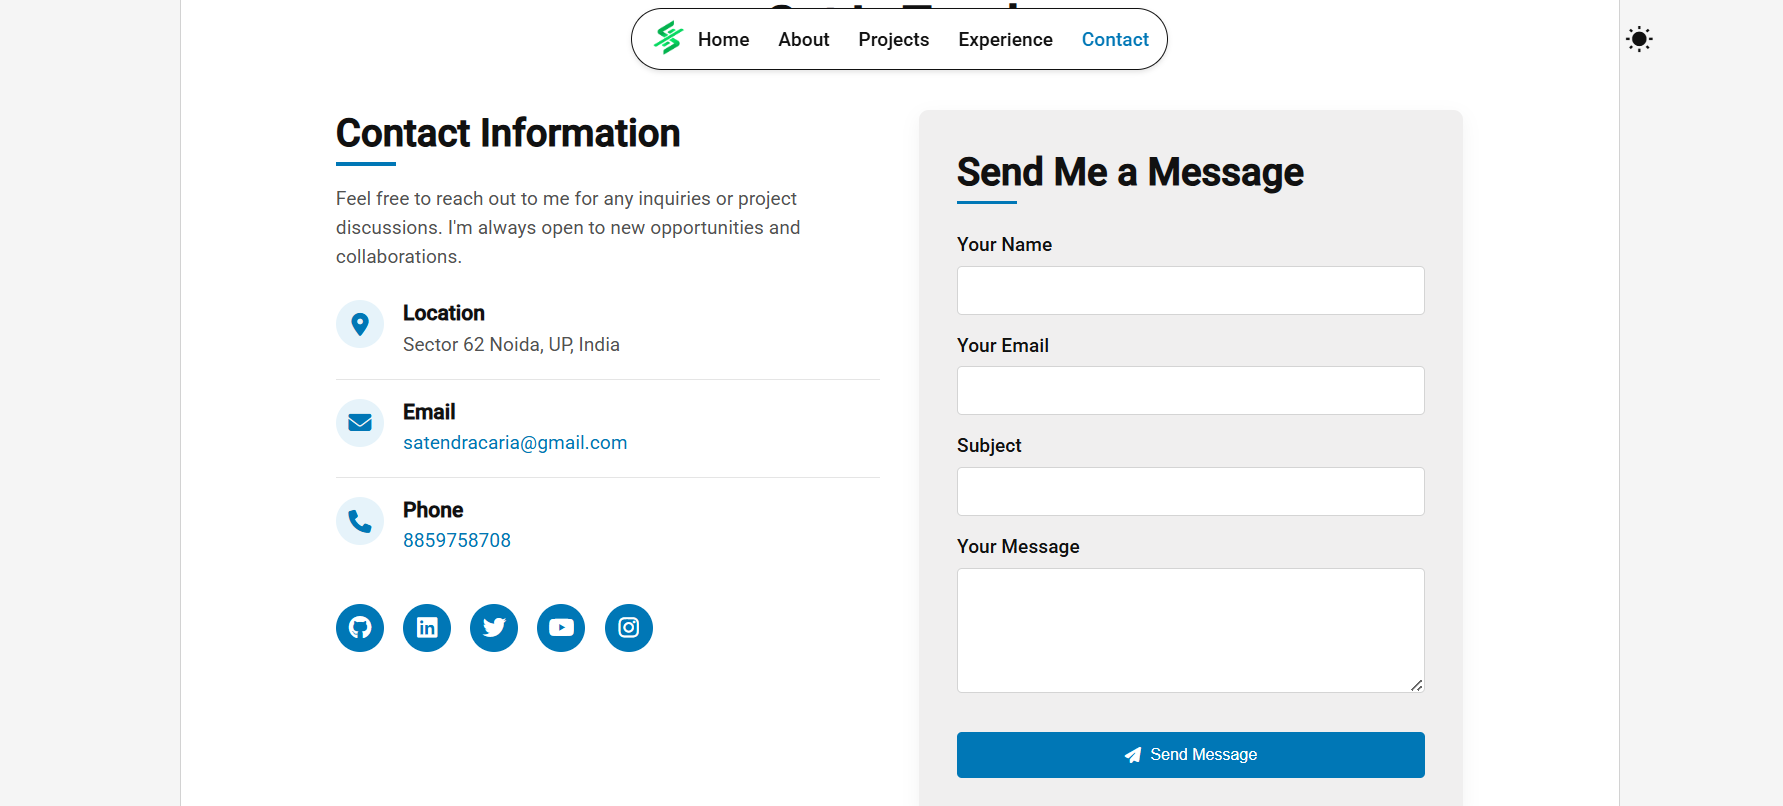 Home About Projects Experience Contact
Contact Information
Feel free to reach out to me for any inquiries or project
discussions. I'm always open to new opportunities and
collaborations.
Location
Sector 62 Noida, UP, India
Email
satendracaria@gmail.com
Phone
8859758708
Send Me a Message
Your Name
Your Email
Subject
Your Message
Send Message